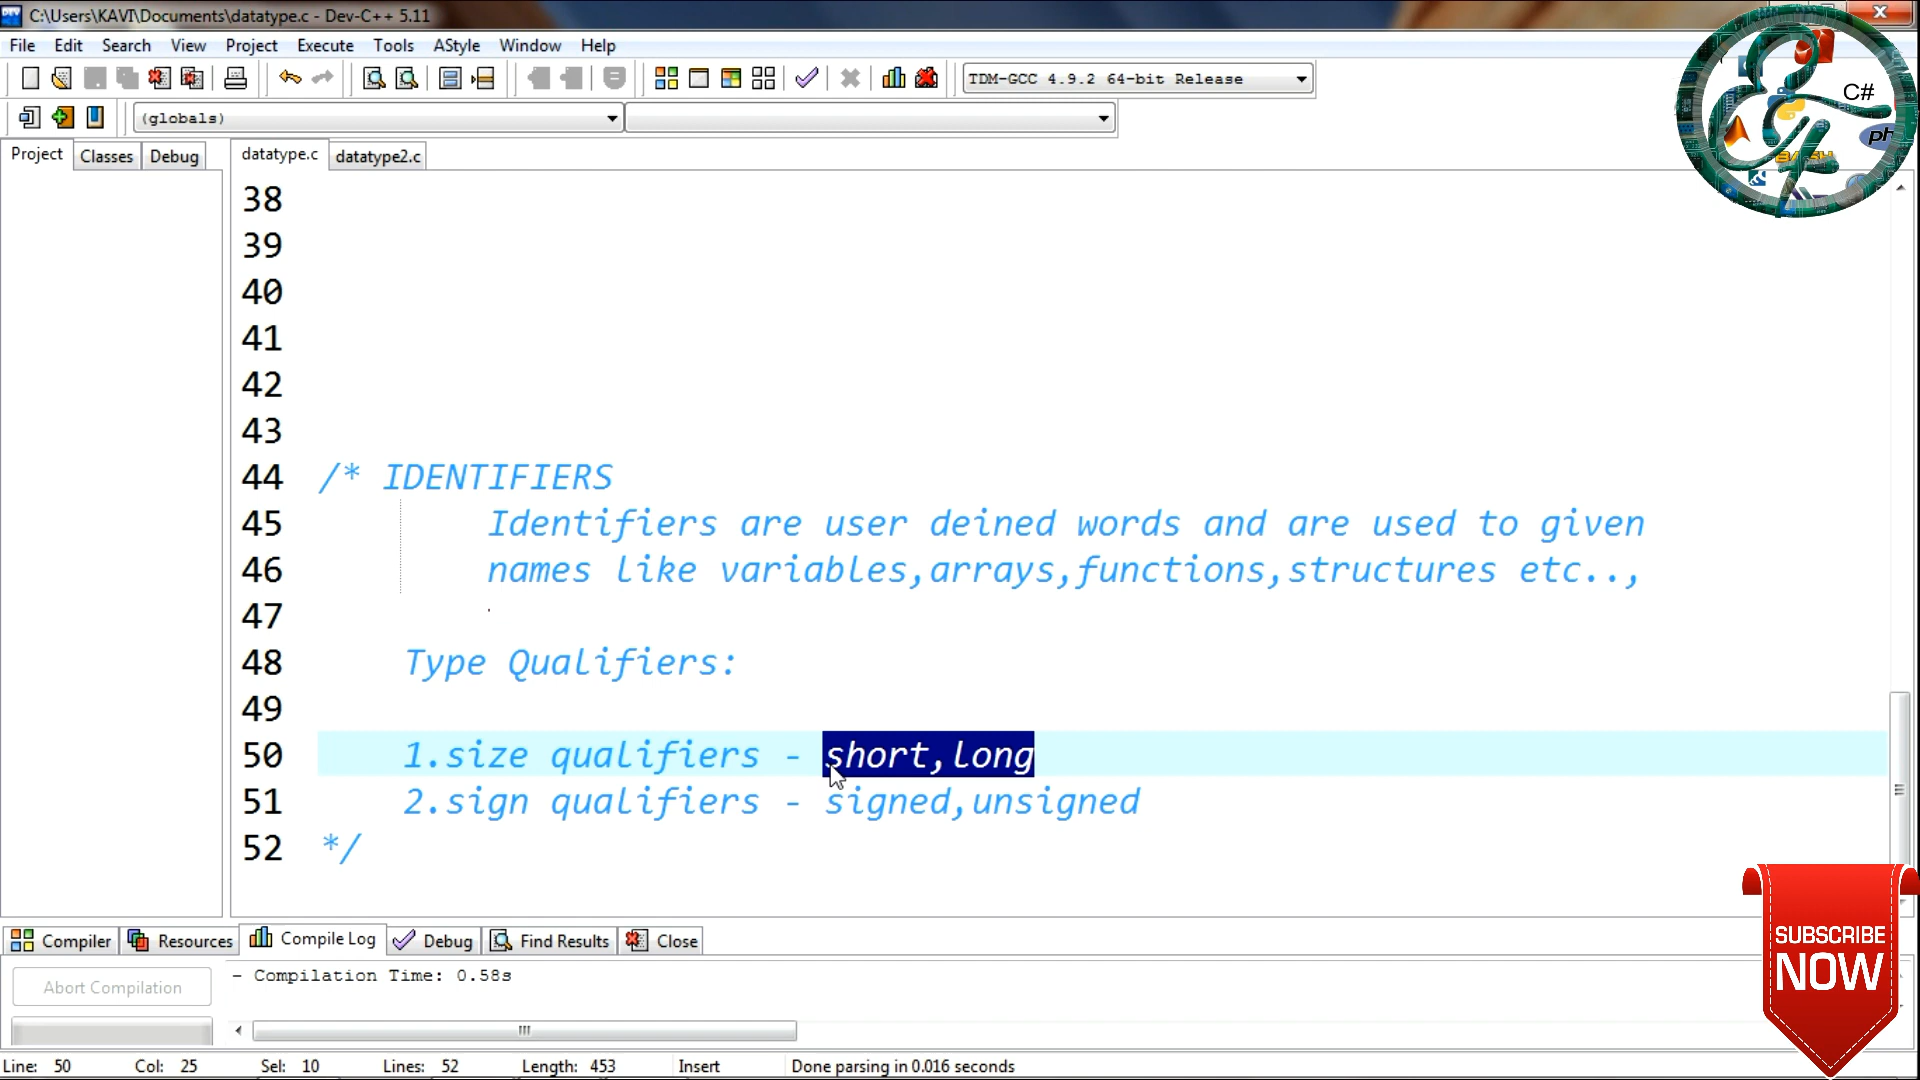 C:\Users\KAVI\Documents\datatype.c - Dev-C++ 5.11
File Edit Search View Project Execute Tools AStyle Window Help
TDM-GCC 4.9.2 64-bit Release
(globals)
C#
Project Classes Debug
datatype.c datatype2.c
38
39
40
41
42
43
44 /* IDENTIFIERS
45 Identifiers are user deined words and are used to given
46 names like variables,arrays,functions,structures etc..,
47 .
48 Type Qualifiers:
49
50 1.size qualifiers - short,long
51 2.sign qualifiers - signed,unsigned
52 */
Compiler Resources Compile Log Debug Find Results Close
Abort Compilation
- Compilation Time: 0.58s
SUBSCRIBE
NOW
Line: 50 Col: 25 Sel: 10 Lines: 52 Length: 453 Insert Done parsing in 0.016 seconds